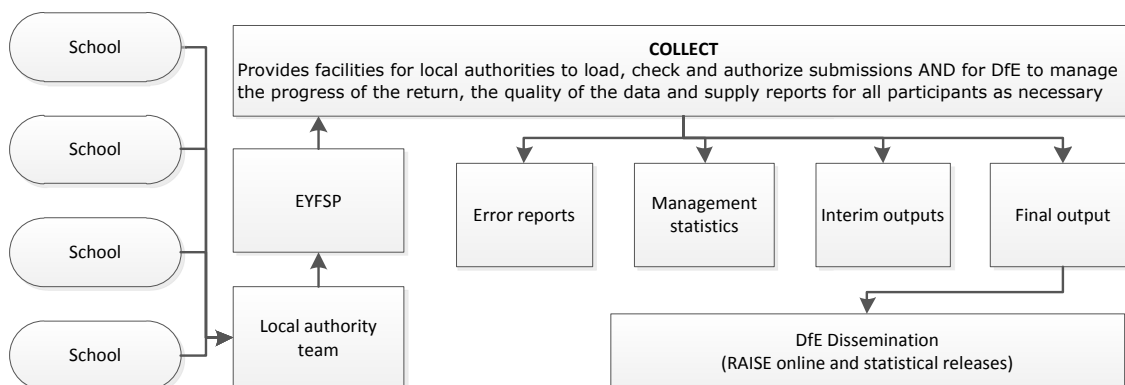 School
School
School
School
COLLECT
Provides facilities for local authorities to load, check and authorize submissions AND for DfE to manage
the progress of the return, the quality of the data and supply reports for all participants as necessary
EYFSP
Local authority
team
Error reports
Management
statistics
Interim outputs
Final output
DfE Dissemination
(RAISE online and statistical releases)